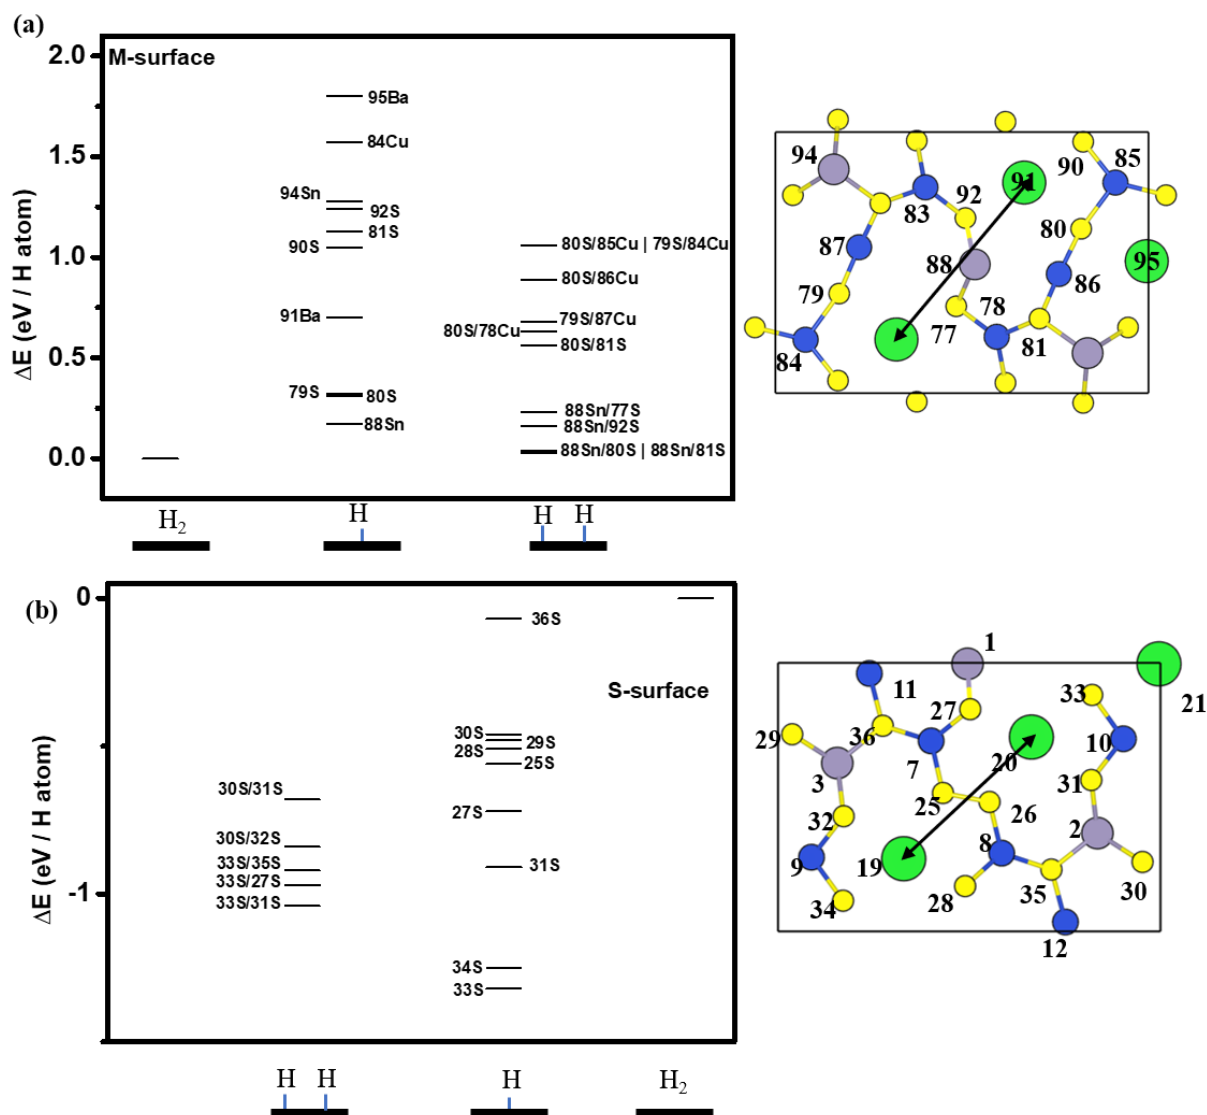 (a)
M-surface
2.0
1.5
1.0
0.5
0.0
ΔE (eV / H atom)
95Ba
84Cu
94Sn
92S
81S
90S
91Ba
79S
80S
88Sn
80S/85Cu | 79S/84Cu
80S/86Cu
79S/87Cu
80S/78Cu
80S/81S
88Sn/77S
88Sn/92S
88Sn/80S | 88Sn/81S
H₂
H
H H
94
91
90
85
83
92
80
87
88
95
86
79
78
77
81
84
(b)
0
-1
ΔE (eV / H atom)
S-surface
36S
30S
29S
28S
25S
27S
31S
34S
33S
30S/31S
30S/32S
33S/35S
33S/27S
33S/31S
H H
H
H₂
1
11
27
33
21
29
36
10
7
20
3
31
25
26
32
2
8
9
19
34
28
35
30
12